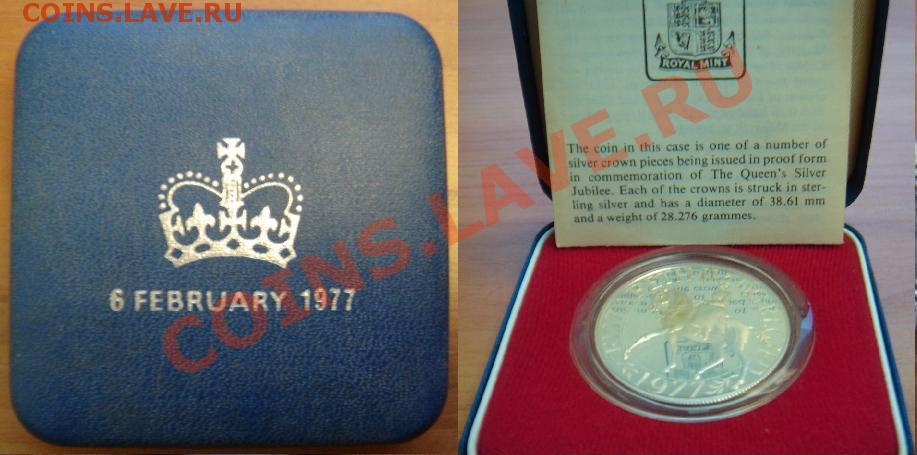 COINS.LAVE.RU
COINS.LAVE.RU
6 FEBRUARY 1977
ROYAL MINT
The coin in this case is one of a number of
silver crown pieces being issued in proof form
in commemoration of The Queen's Silver
Jubilee. Each of the crowns is struck in ster-
ling silver and has a diameter of 38.61 mm
and a weight of 28.276 grammes.
1977